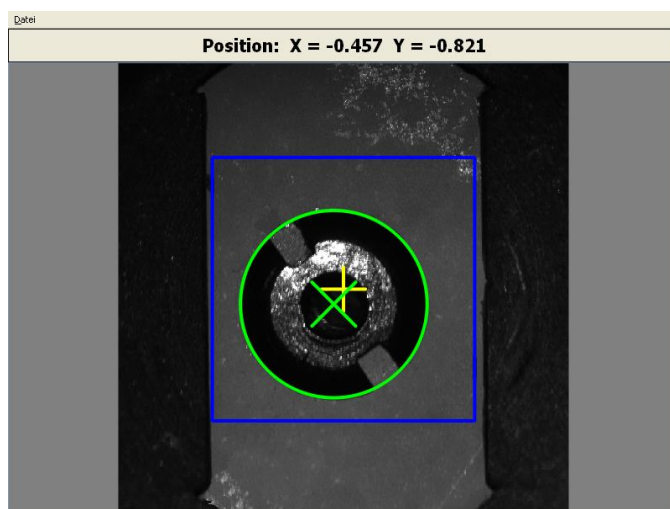 Datei
Position: X = -0.457 Y = -0.821